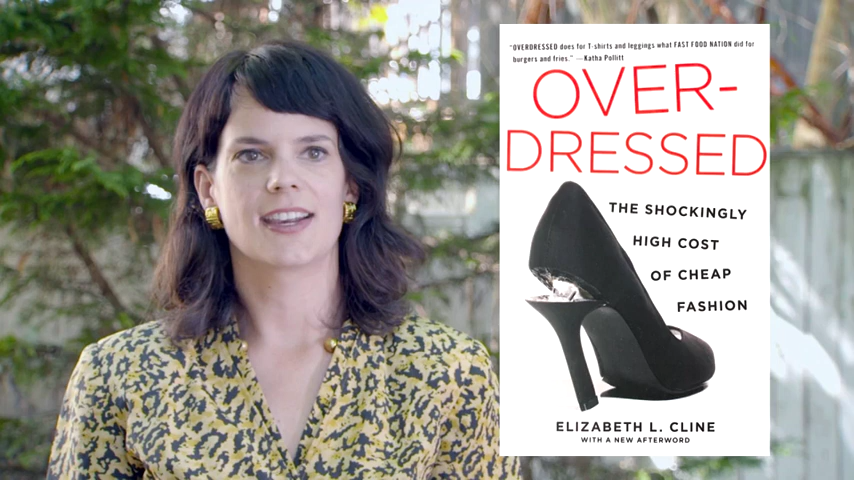 "OVERDRESSED does for T-shirts and leggings what FAST FOOD NATION did for
burgers and fries." —Katha Pollitt
OVER-
DRESSED
THE SHOCKINGLY
HIGH COST
OF CHEAP
FASHION
ELIZABETH L. CLINE
WITH A NEW AFTERWORD